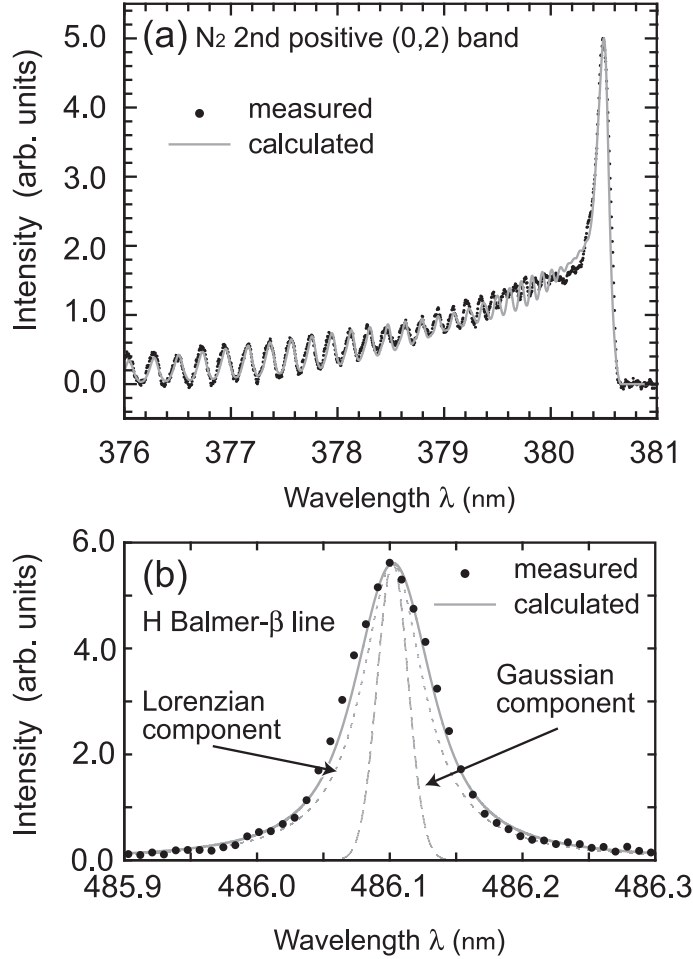 (a) N2 2nd positive (0,2) band
measured
calculated
5.0
4.0
3.0
2.0
1.0
0.0
Intensity (arb. units)
376 377 378 379 380 381
Wavelength λ (nm)
(b)
H Balmer-β line
measured
calculated
Lorenzian
component
Gaussian
component
6.0
4.0
2.0
0.0
Intensity (arb. units)
485.9 486.0 486.1 486.2 486.3
Wavelength λ (nm)